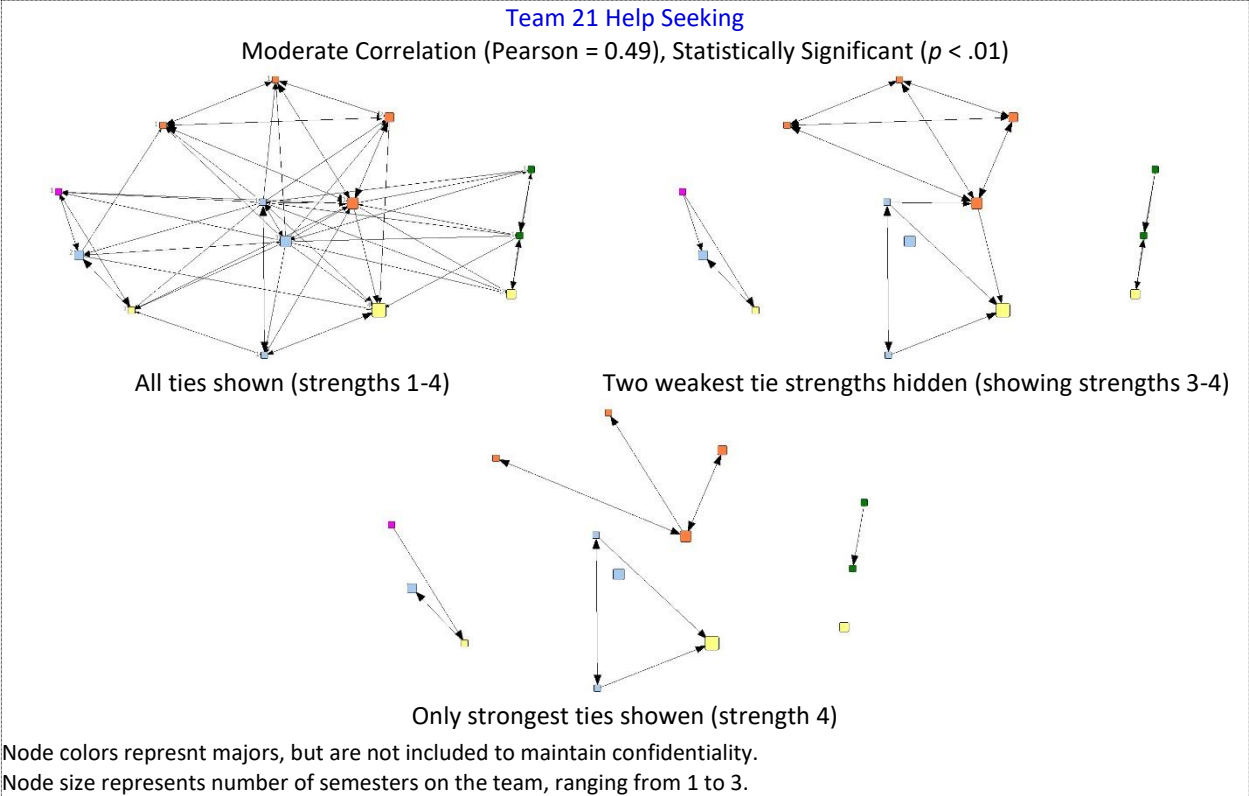 Team 21 Help Seeking
Moderate Correlation (Pearson = 0.49), Statistically Significant (p < .01)
All ties shown (strengths 1-4)
Two weakest tie strengths hidden (showing strengths 3-4)
Only strongest ties showen (strength 4)
Node colors represnt majors, but are not included to maintain confidentiality.
Node size represents number of semesters on the team, ranging from 1 to 3.